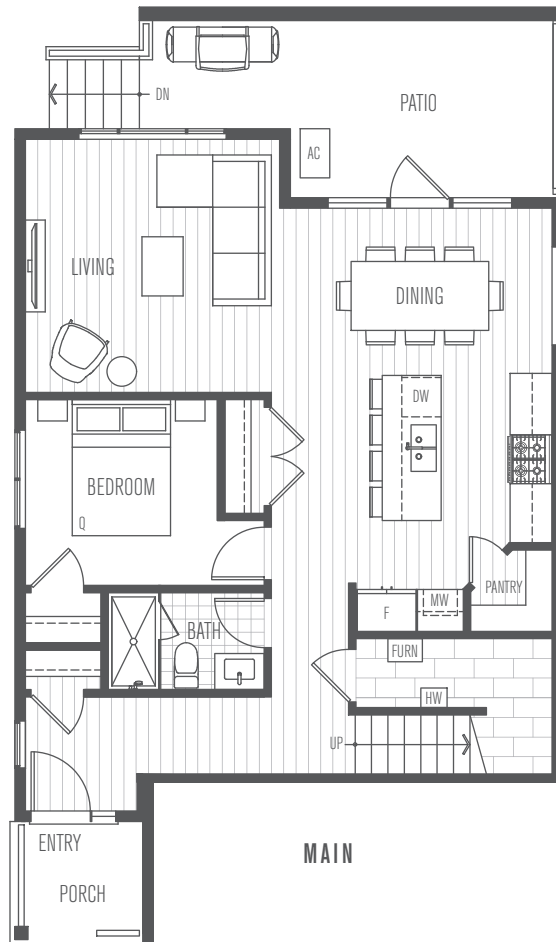 DN
PATIO
AC
LIVING
DINING
DW
BEDROOM
Q
PANTRY
F
MW
BATH
FURN
HW
UP
ENTRY
MAIN
PORCH